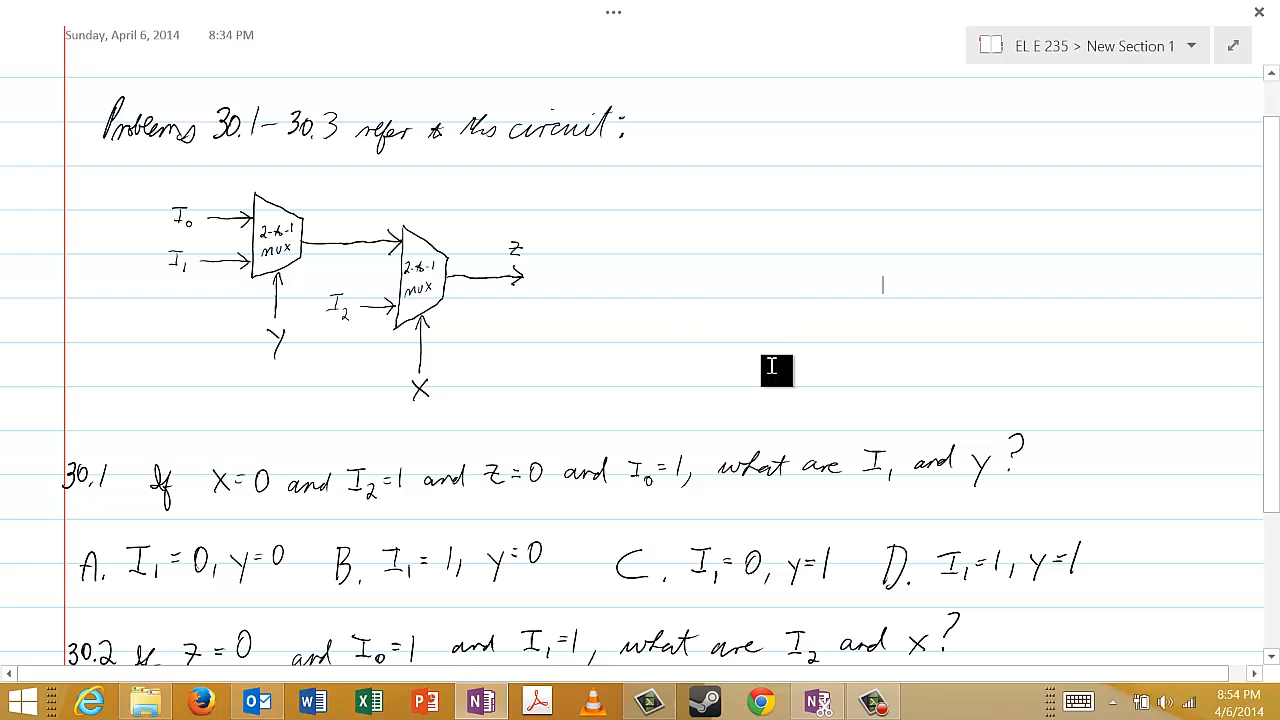 Sunday, April 6, 2014 8:34 PM
EL E 235 > New Section 1
Problems 30.1-30.3 refer to this circuit:
I0
2-to-1
MUX
I1
Z
2-to-1
MUX
I2
Y
X
30.1 If X=0 and I2=1 and Z=0 and I0=1, what are I1 and y?
A. I1=0, y=0 B. I1=1, y=0 C. I1=0, y=1 D. I1=1, y=1
30.2 If Z=0 and I0=1 and I1=1, what are I2 and x?
8:54 PM
4/6/2014